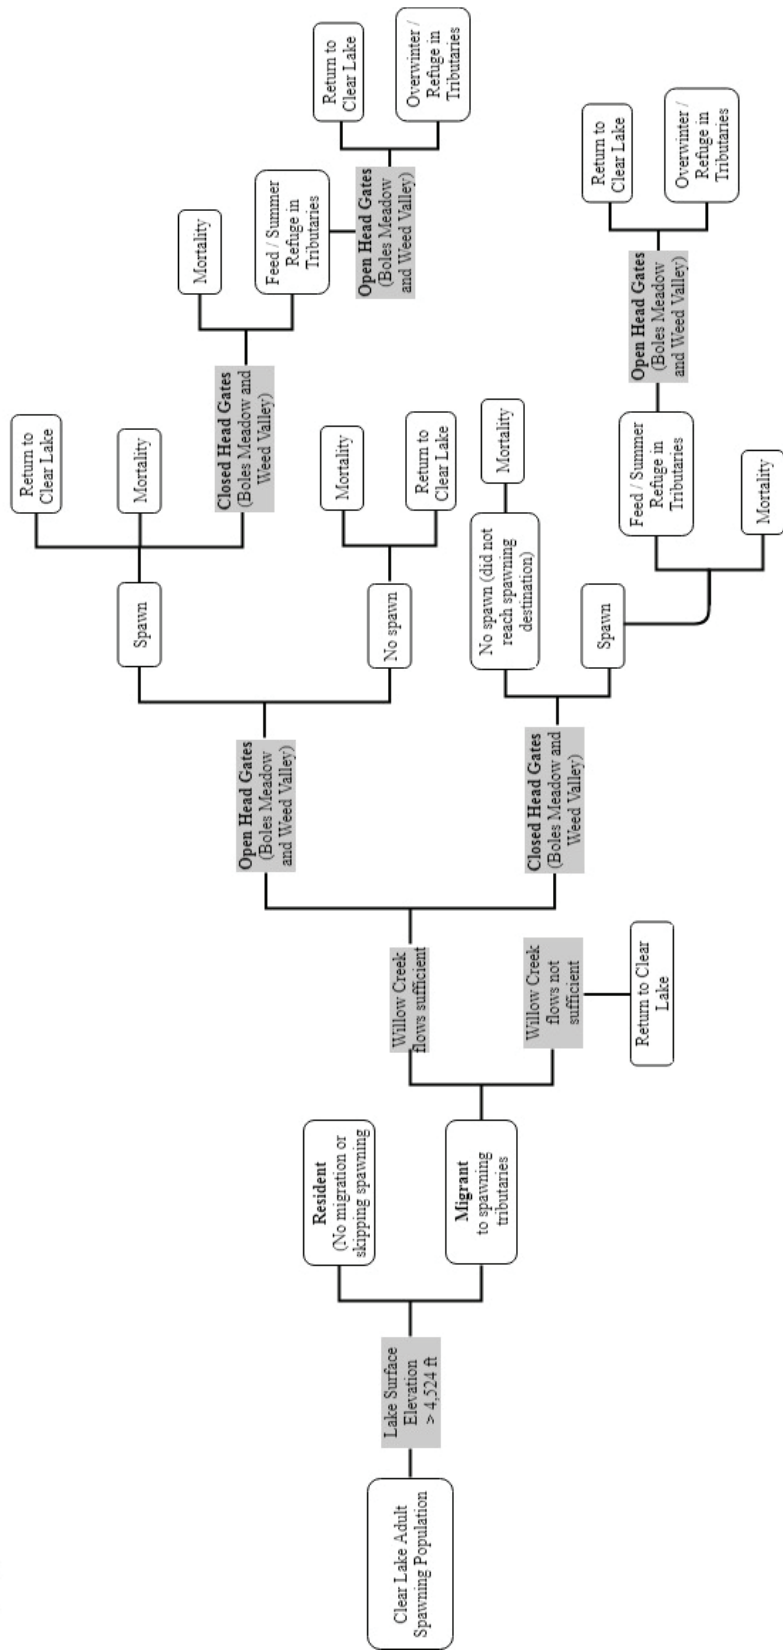 Clear Lake Adult
Spawning Population
Lake Surface
Elevation
> 4,524 ft
Resident
(No migration or
skipping spawning
Migrant
to spawning
tributaries
Willow Creek
flows sufficient
Willow Creek
flows not
sufficient
Return to Clear
Lake
Open Head Gates
(Boles Meadow
and Weed Valley)
Closed Head Gates
(Boles Meadow and
Weed Valley)
Spawn
No spawn
No spawn (did not
reach spawning
destination)
Spawn
Return to
Clear Lake
Mortality
Closed Head Gates
(Boles Meadow and
Weed Valley)
Mortality
Return to
Clear Lake
Mortality
Feed / Summer
Refuge in
Tributaries
Mortality
Mortality
Feed / Summer
Refuge in
Tributaries
Open Head Gates
(Boles Meadow
and Weed Valley)
Open Head Gates
(Boles Meadow
and Weed Valley)
Return to
Clear Lake
Overwinter /
Refuge in
Tributaries
Return to
Clear Lake
Overwinter /
Refuge in
Tributaries